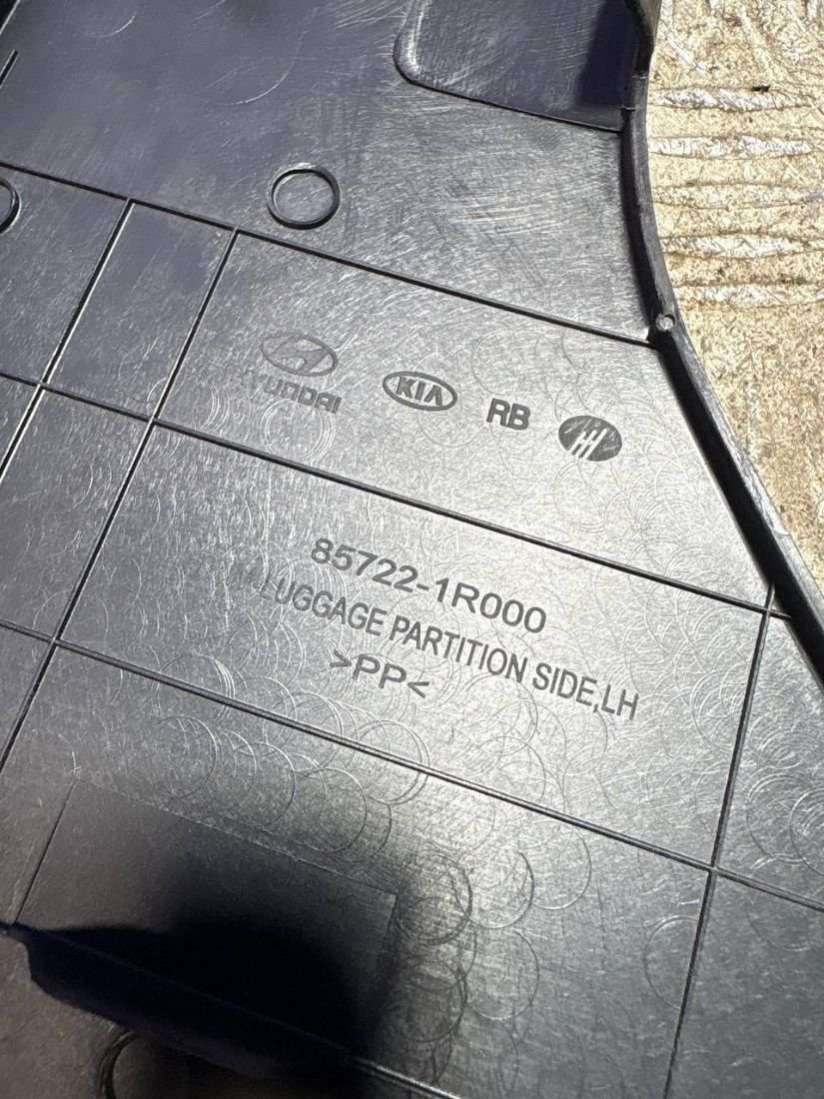 HYUNDAI KIA RB
85722-1R000
LUGGAGE PARTITION SIDE,LH
>PP<